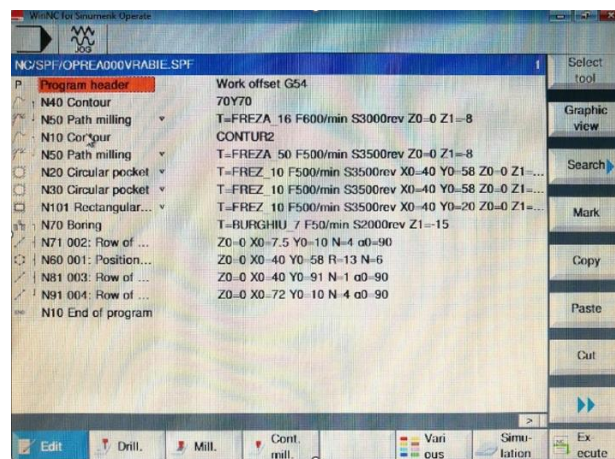 WinNC for Sinumerik Operate
JOG
NC/SPF/OPREA000VRABIE.SPF 1
P Program header Work offset G54
N40 Contour 70Y70
N50 Path milling T=FREZA_16 F600/min S3000rev Z0=0 Z1=-8
N10 Contour CONTUR2
N50 Path milling T=FREZA_50 F500/min S3500rev Z0=0 Z1=-8
N20 Circular pocket T=FREZ_10 F500/min S3500rev X0=40 Y0=58 Z0=0 Z1=...
N30 Circular pocket T=FREZ_10 F500/min S3500rev X0=40 Y0=58 Z0=0 Z1=...
N101 Rectangular... T=FREZ_10 F500/min S3500rev X0=40 Y0=20 Z0=0 Z1=...
N70 Boring T=BURGHIU_7 F50/min S2000rev Z1=-15
N71 002: Row of ... Z0=0 X0=7.5 Y0=10 N=4 α0=90
N60 001: Position... Z0=0 X0=40 Y0=58 R=13 N=6
N81 003: Row of ... Z0=0 X0=40 Y0=91 N=1 α0=90
N91 004: Row of ... Z0=0 X0=72 Y0=10 N=4 α0=90
END N10 End of program
Select tool
Graphic view
Search
Mark
Copy
Paste
Cut
Edit
Drill.
Mill.
Cont. mill.
Vari ous
Simu- lation
Ex- ecute